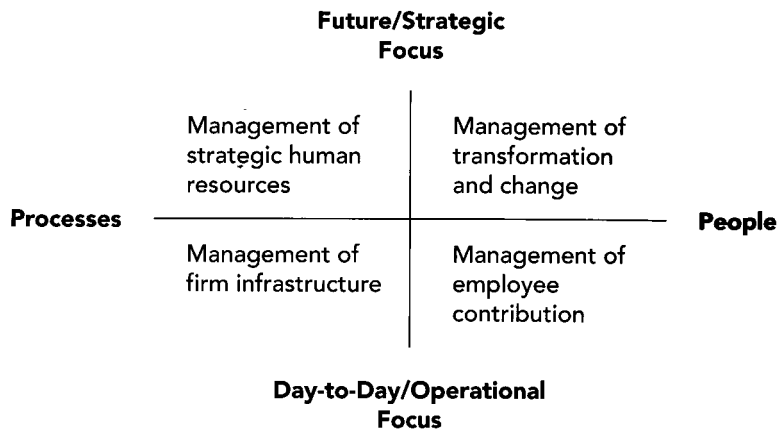 Future/Strategic
Focus
Management of
strategic human
resources
Management of
transformation
and change
Processes
People
Management of
firm infrastructure
Management of
employee
contribution
Day-to-Day/Operational
Focus